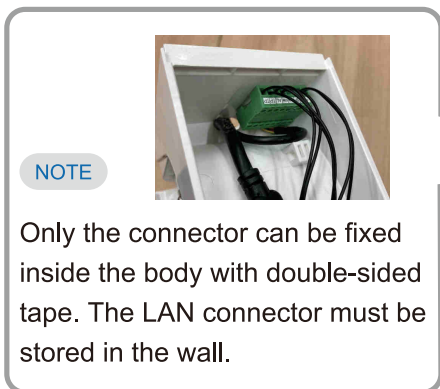 NOTE
Only the connector can be fixed
inside the body with double-sided
tape. The LAN connector must be
stored in the wall.